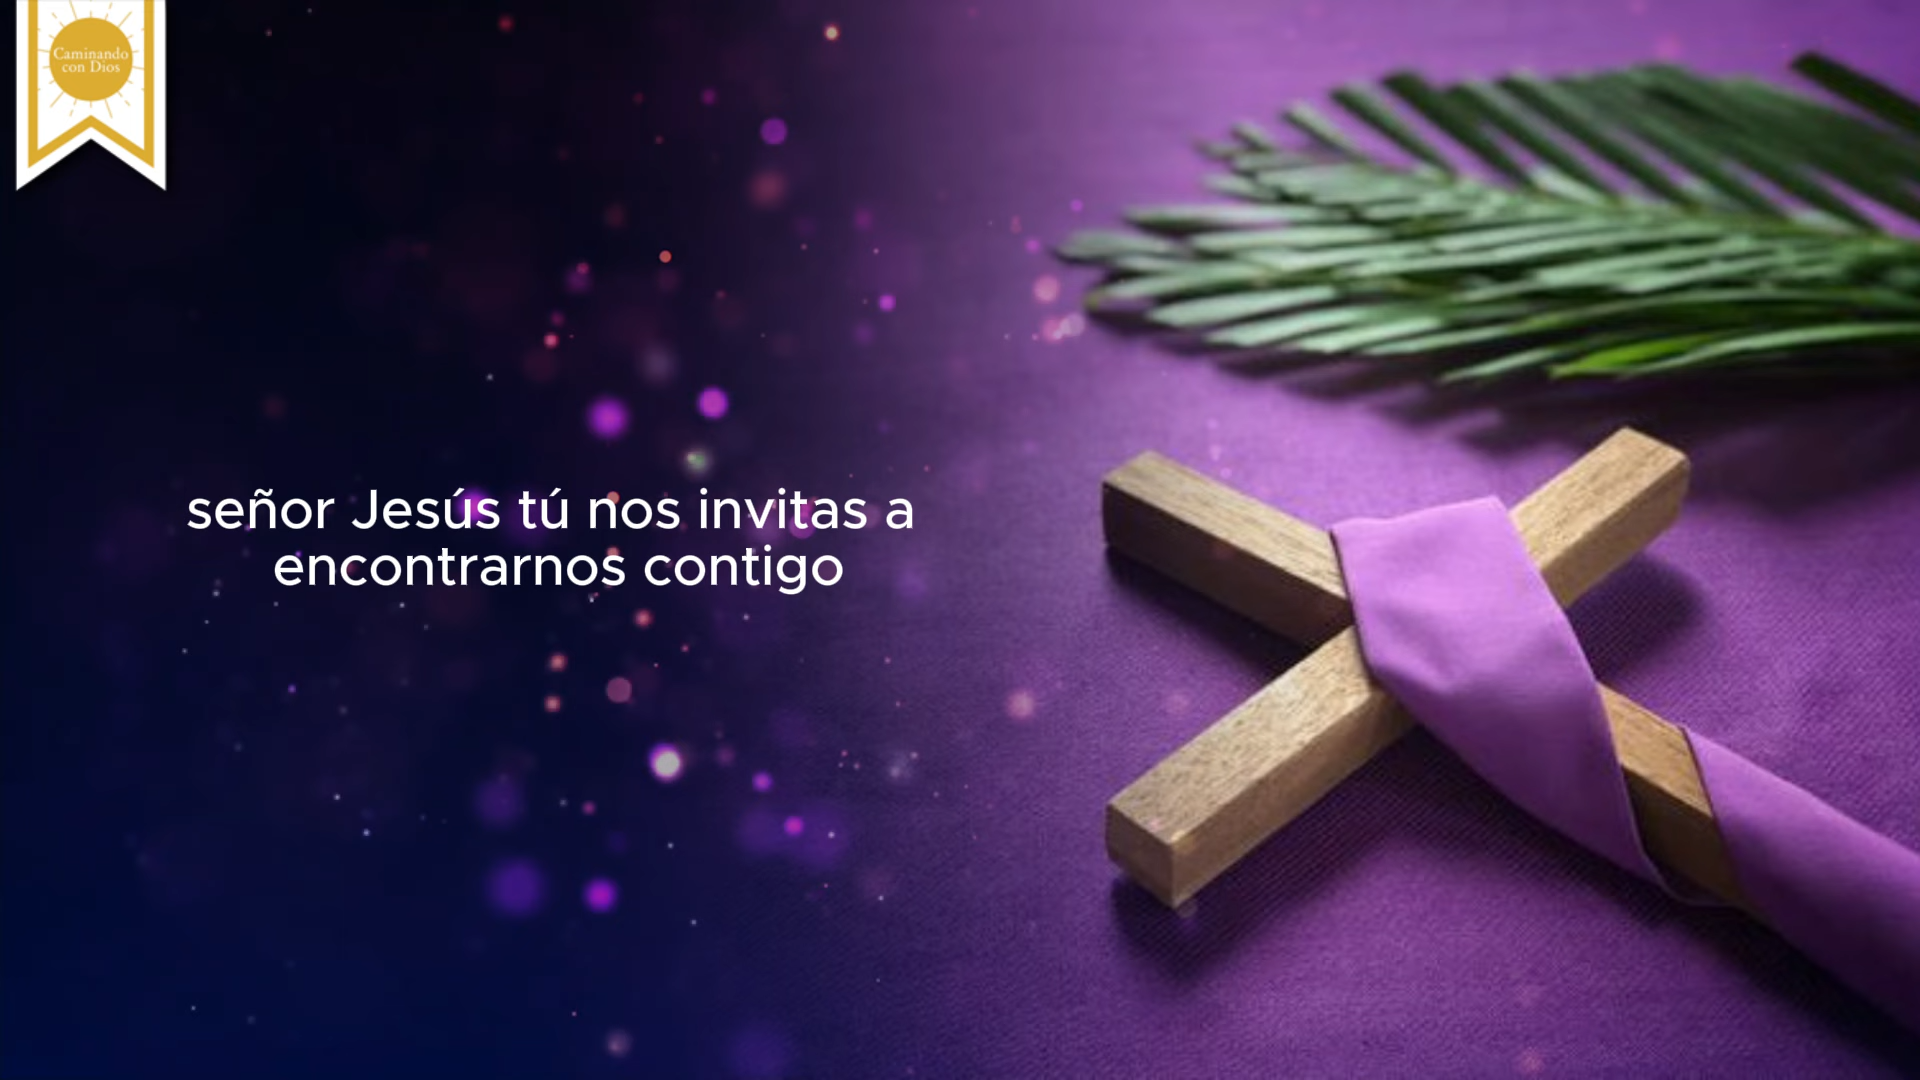 Caminando
con Dios
señor Jesús tú nos invitas a
encontrarnos contigo